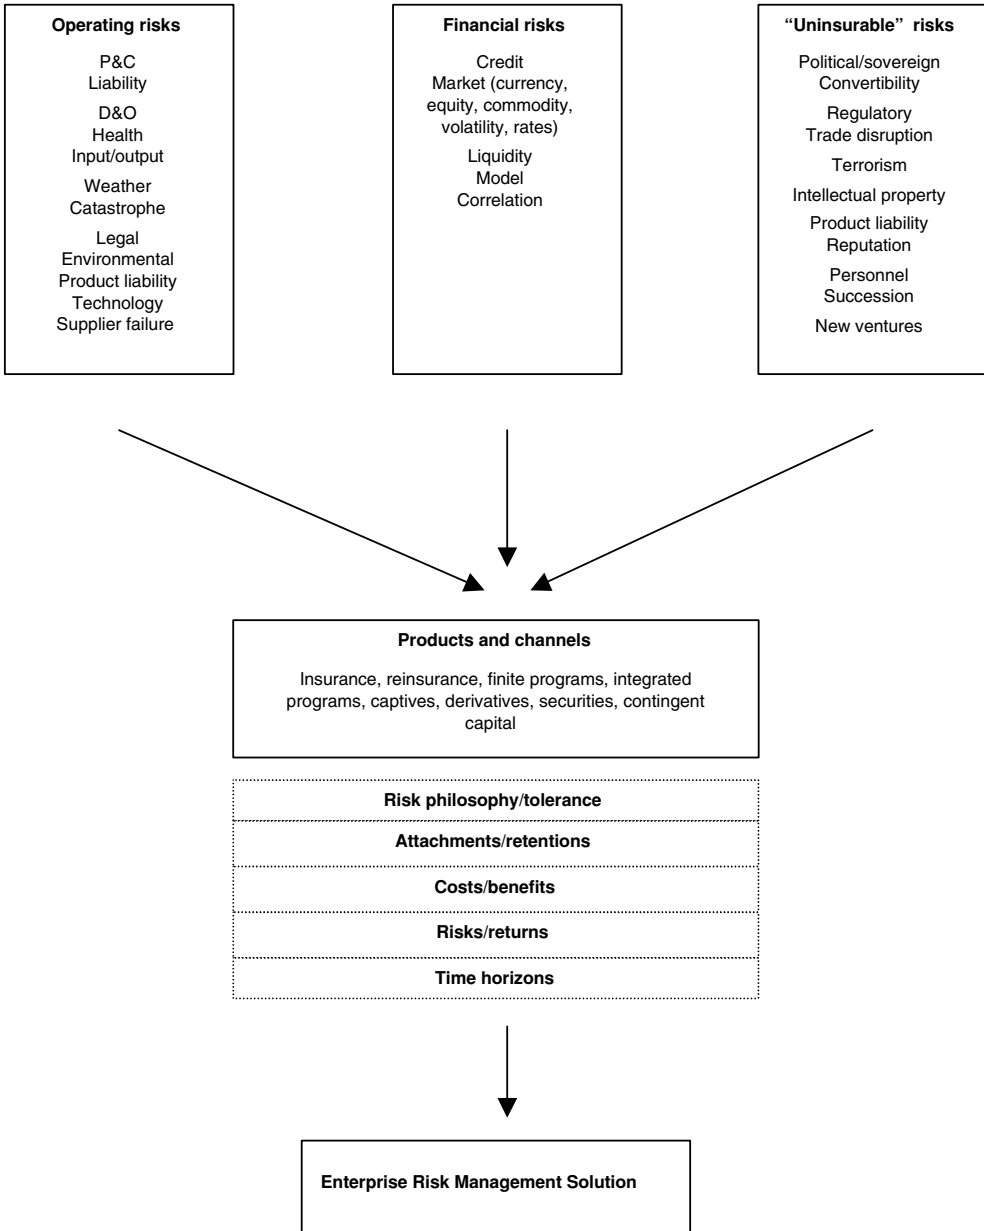 Operating risks
P&C
Liability
D&O
Health
Input/output
Weather
Catastrophe
Legal
Environmental
Product liability
Technology
Supplier failure
Financial risks
Credit
Market (currency,
equity, commodity,
volatility, rates)
Liquidity
Model
Correlation
“Uninsurable” risks
Political/sovereign
Convertibility
Regulatory
Trade disruption
Terrorism
Intellectual property
Product liability
Reputation
Personnel
Succession
New ventures
Products and channels
Insurance, reinsurance, finite programs, integrated
programs, captives, derivatives, securities, contingent
capital
Risk philosophy/tolerance
Attachments/retentions
Costs/benefits
Risks/returns
Time horizons
Enterprise Risk Management Solution